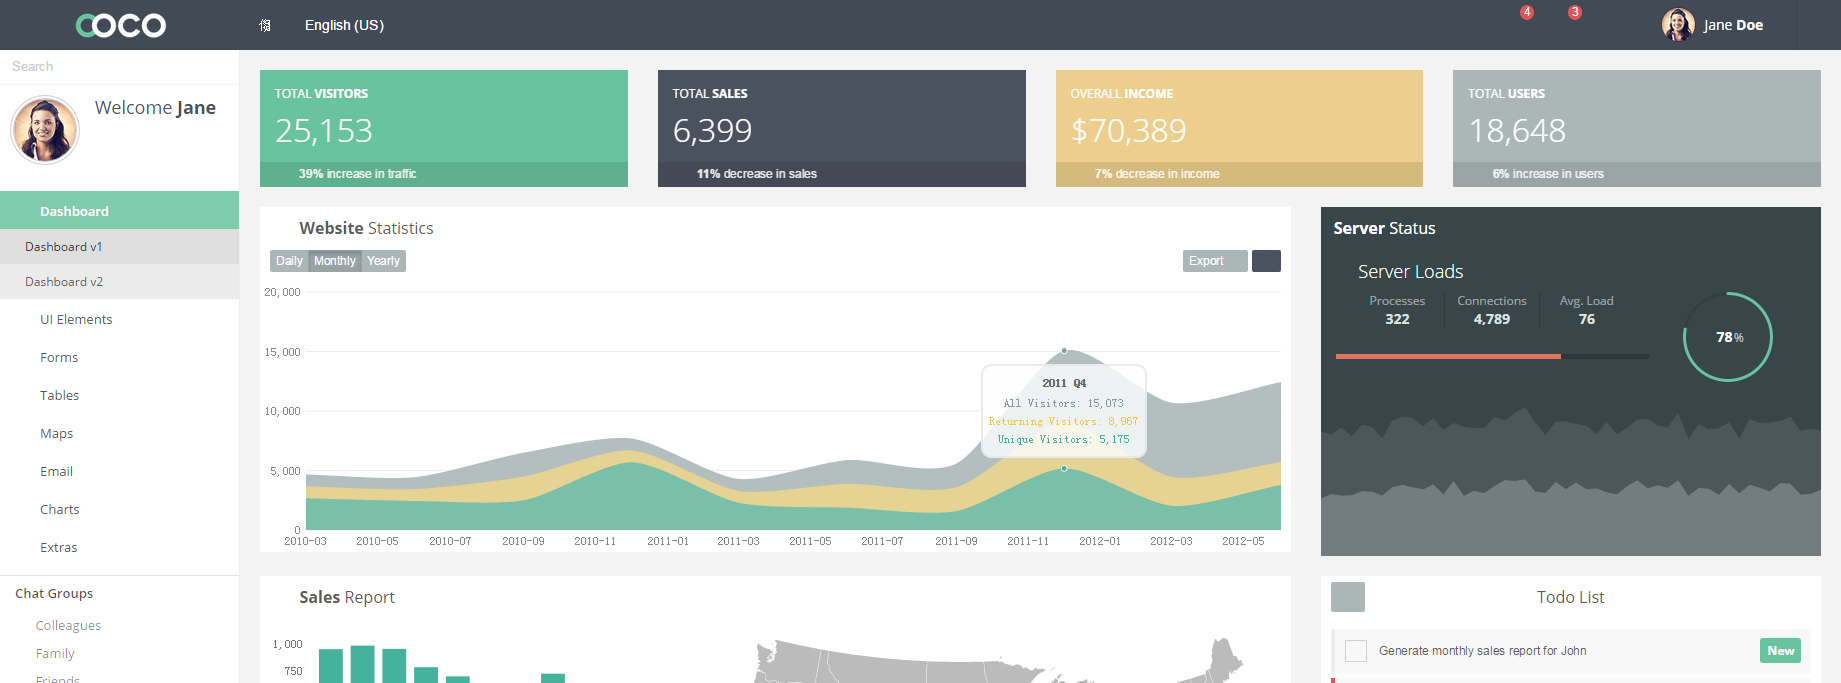 COCO
English (US)
4
3
Jane Doe
Search
Welcome Jane
Dashboard
Dashboard v1
Dashboard v2
UI Elements
Forms
Tables
Maps
Email
Charts
Extras
Chat Groups
Colleagues
Family
Friends
TOTAL VISITORS
25,153
39% increase in traffic
TOTAL SALES
6,399
11% decrease in sales
OVERALL INCOME
$70,389
7% decrease in income
TOTAL USERS
18,648
6% increase in users
Website Statistics
Daily Monthly Yearly
Export
20,000
15,000
10,000
5,000
0
2010-03 2010-05 2010-07 2010-09 2010-11 2011-01 2011-03 2011-05 2011-07 2011-09 2011-11 2012-01 2012-03 2012-05
2011 Q4
All Visitors: 15,073
Returning Visitors: 8,967
Unique Visitors: 5,175
Server Status
Server Loads
Processes Connections Avg. Load
322 4,789 76
78%
Sales Report
1,000
750
Todo List
Generate monthly sales report for John
New